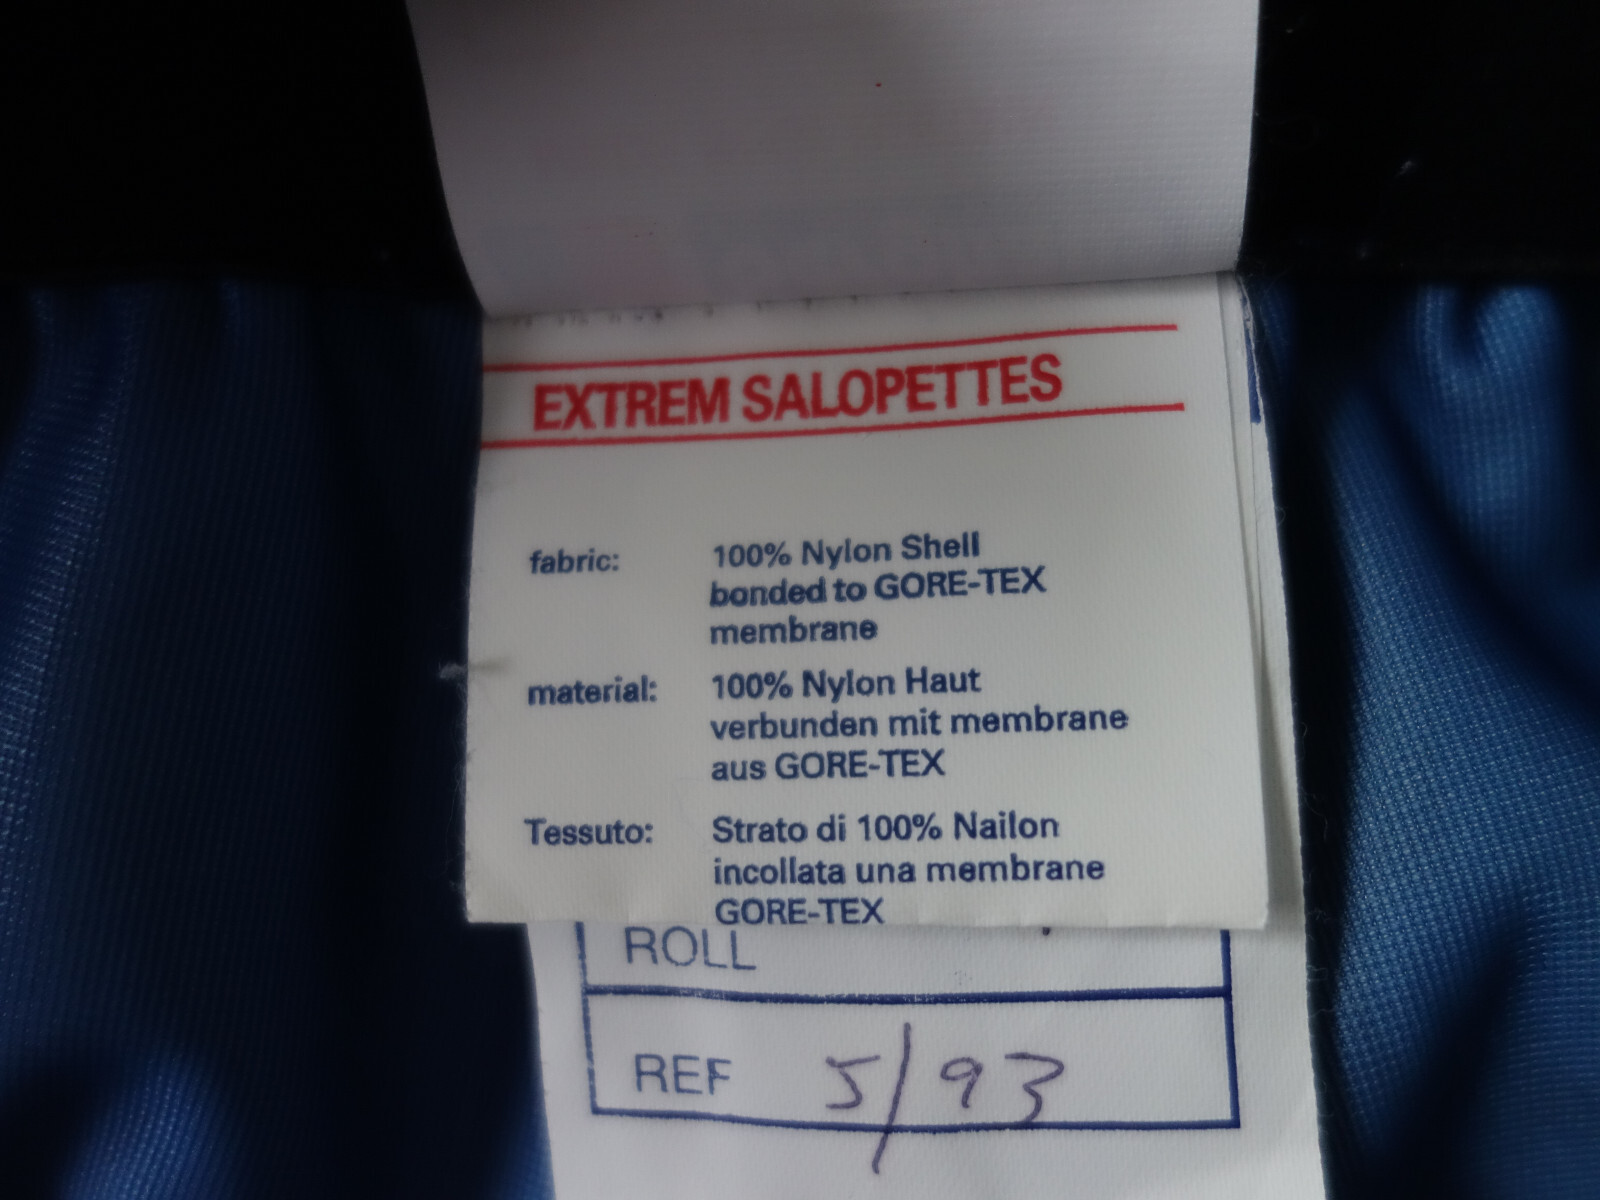 EXTREM SALOPETTES
fabric: 100% Nylon Shell
bonded to GORE-TEX
membrane
material: 100% Nylon Haut
verbunden mit membrane
aus GORE-TEX
Tessuto: Strato di 100% Nailon
incollata una membrane
GORE-TEX
ROLL
REF 5/93